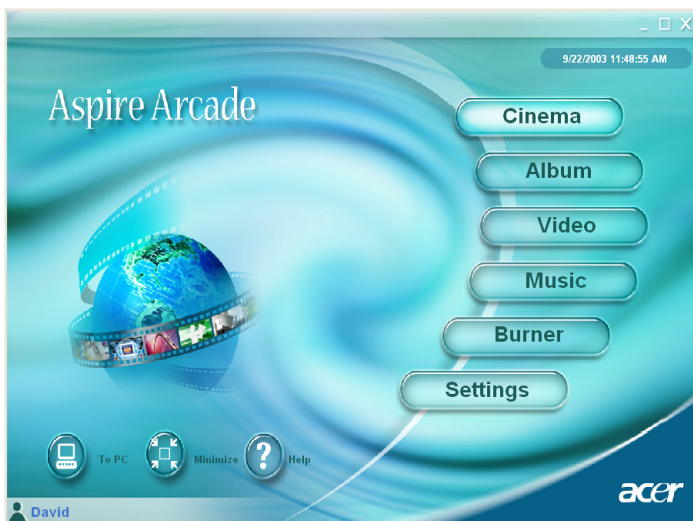 9/22/2003 11:48:55 AM
Aspire Arcade
Cinema
Album
Video
Music
Burner
Settings
To PC
Minimize
Help
acer
David